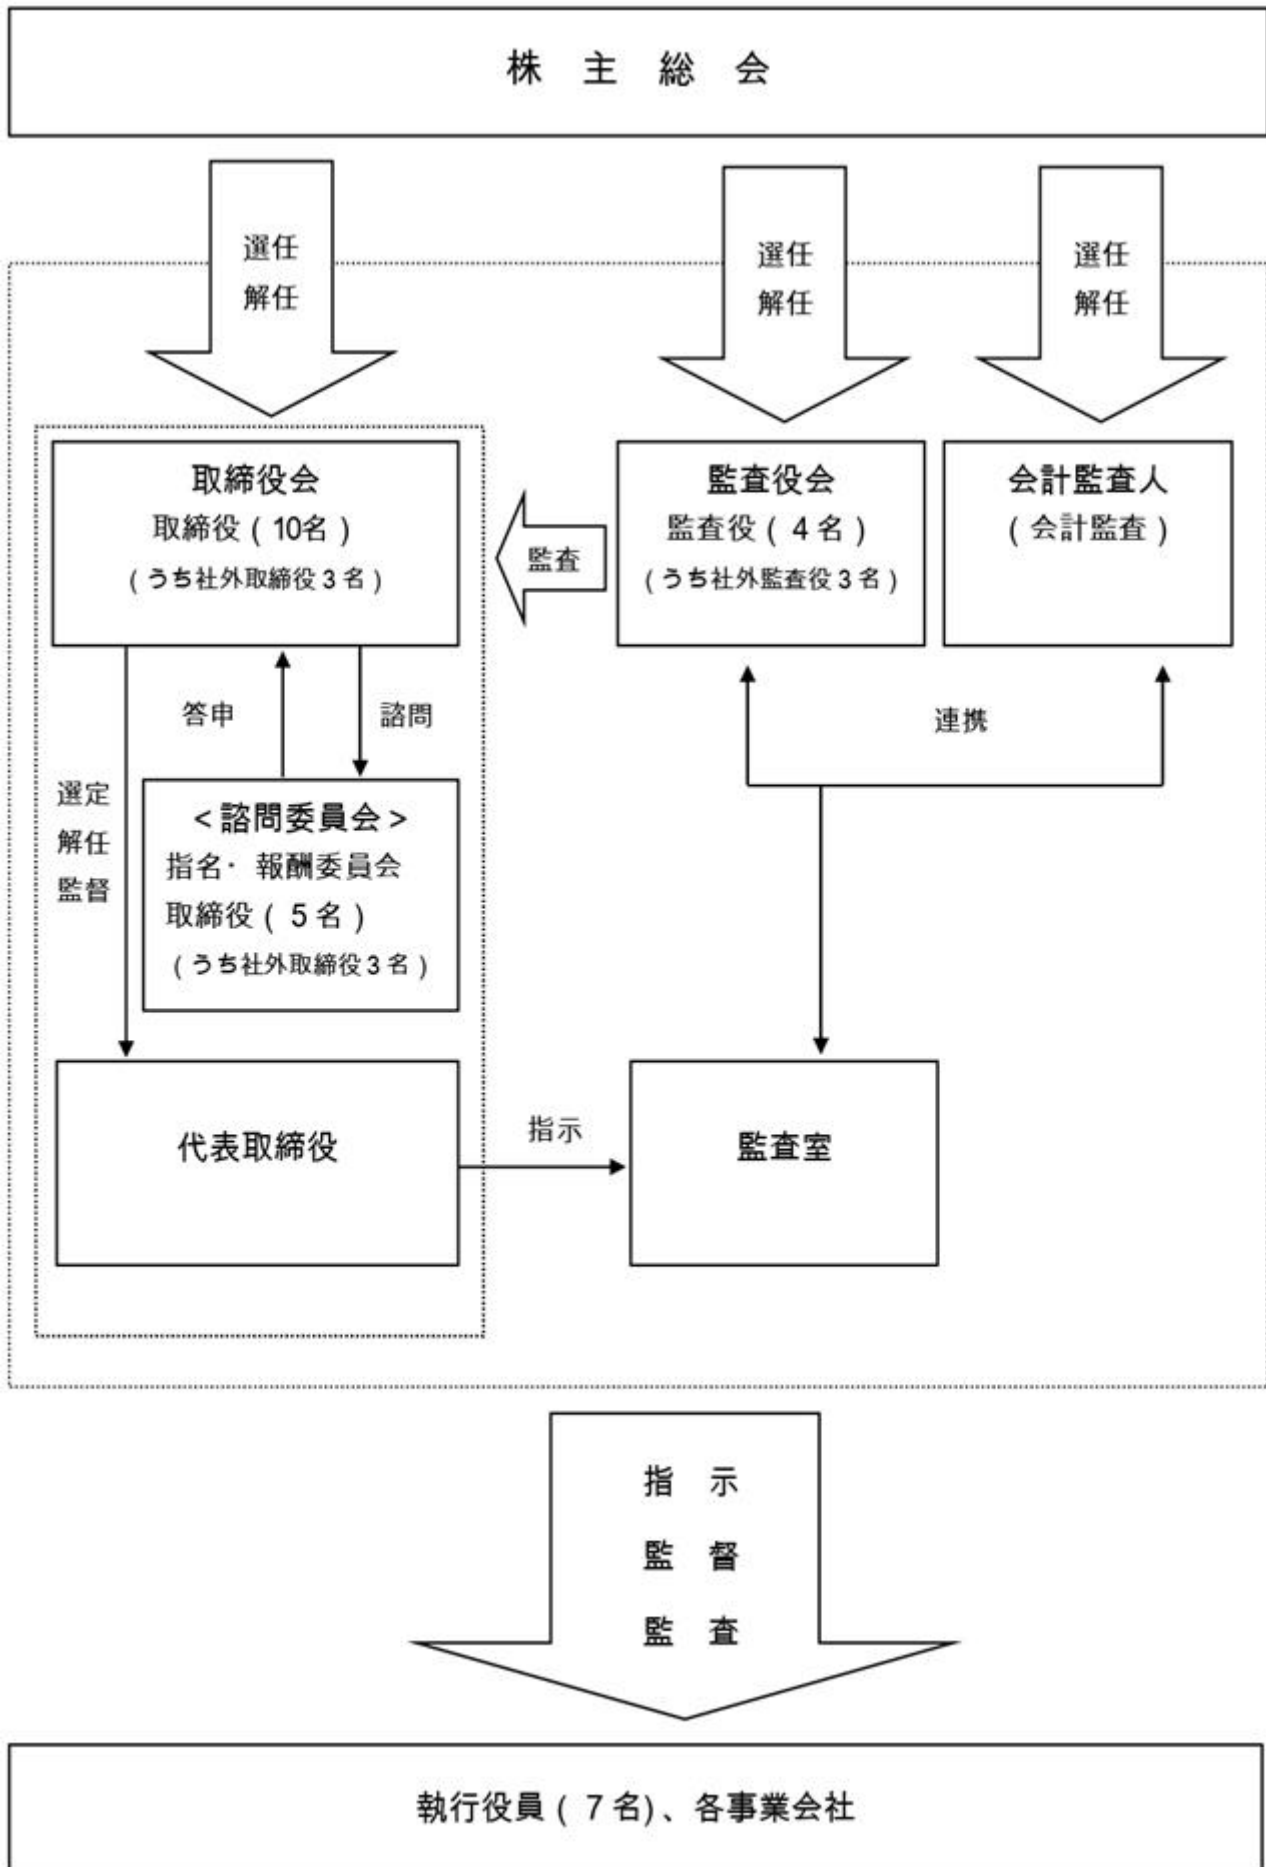 株 主 総 会
選任
解任
選任
解任
選任
解任
取締役会
取締役(10名)
(うち社外取締役3名)
監査
監査役会
監査役(4名)
(うち社外監査役3名)
会計監査人
(会計監査)
答申
諮問
連携
選定
解任
監督
<諮問委員会>
指名・報酬委員会
取締役(5名)
(うち社外取締役3名)
代表取締役
指示
監査室
指 示
監 督
監 査
執行役員(7名)、各事業会社